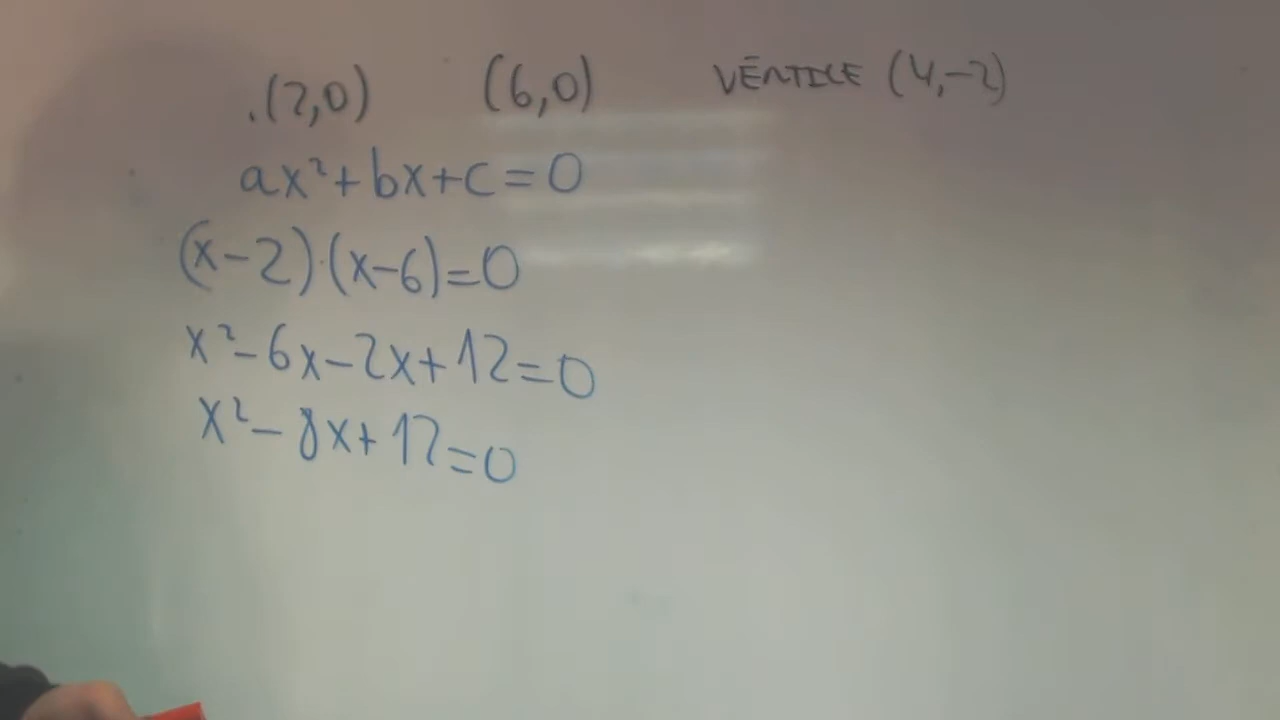 .(2,0) (6,0) VÉRTICE (4,-2)
ax²+bx+c=0
(x-2)·(x-6)=0
x²-6x-2x+12=0
x²-8x+12=0